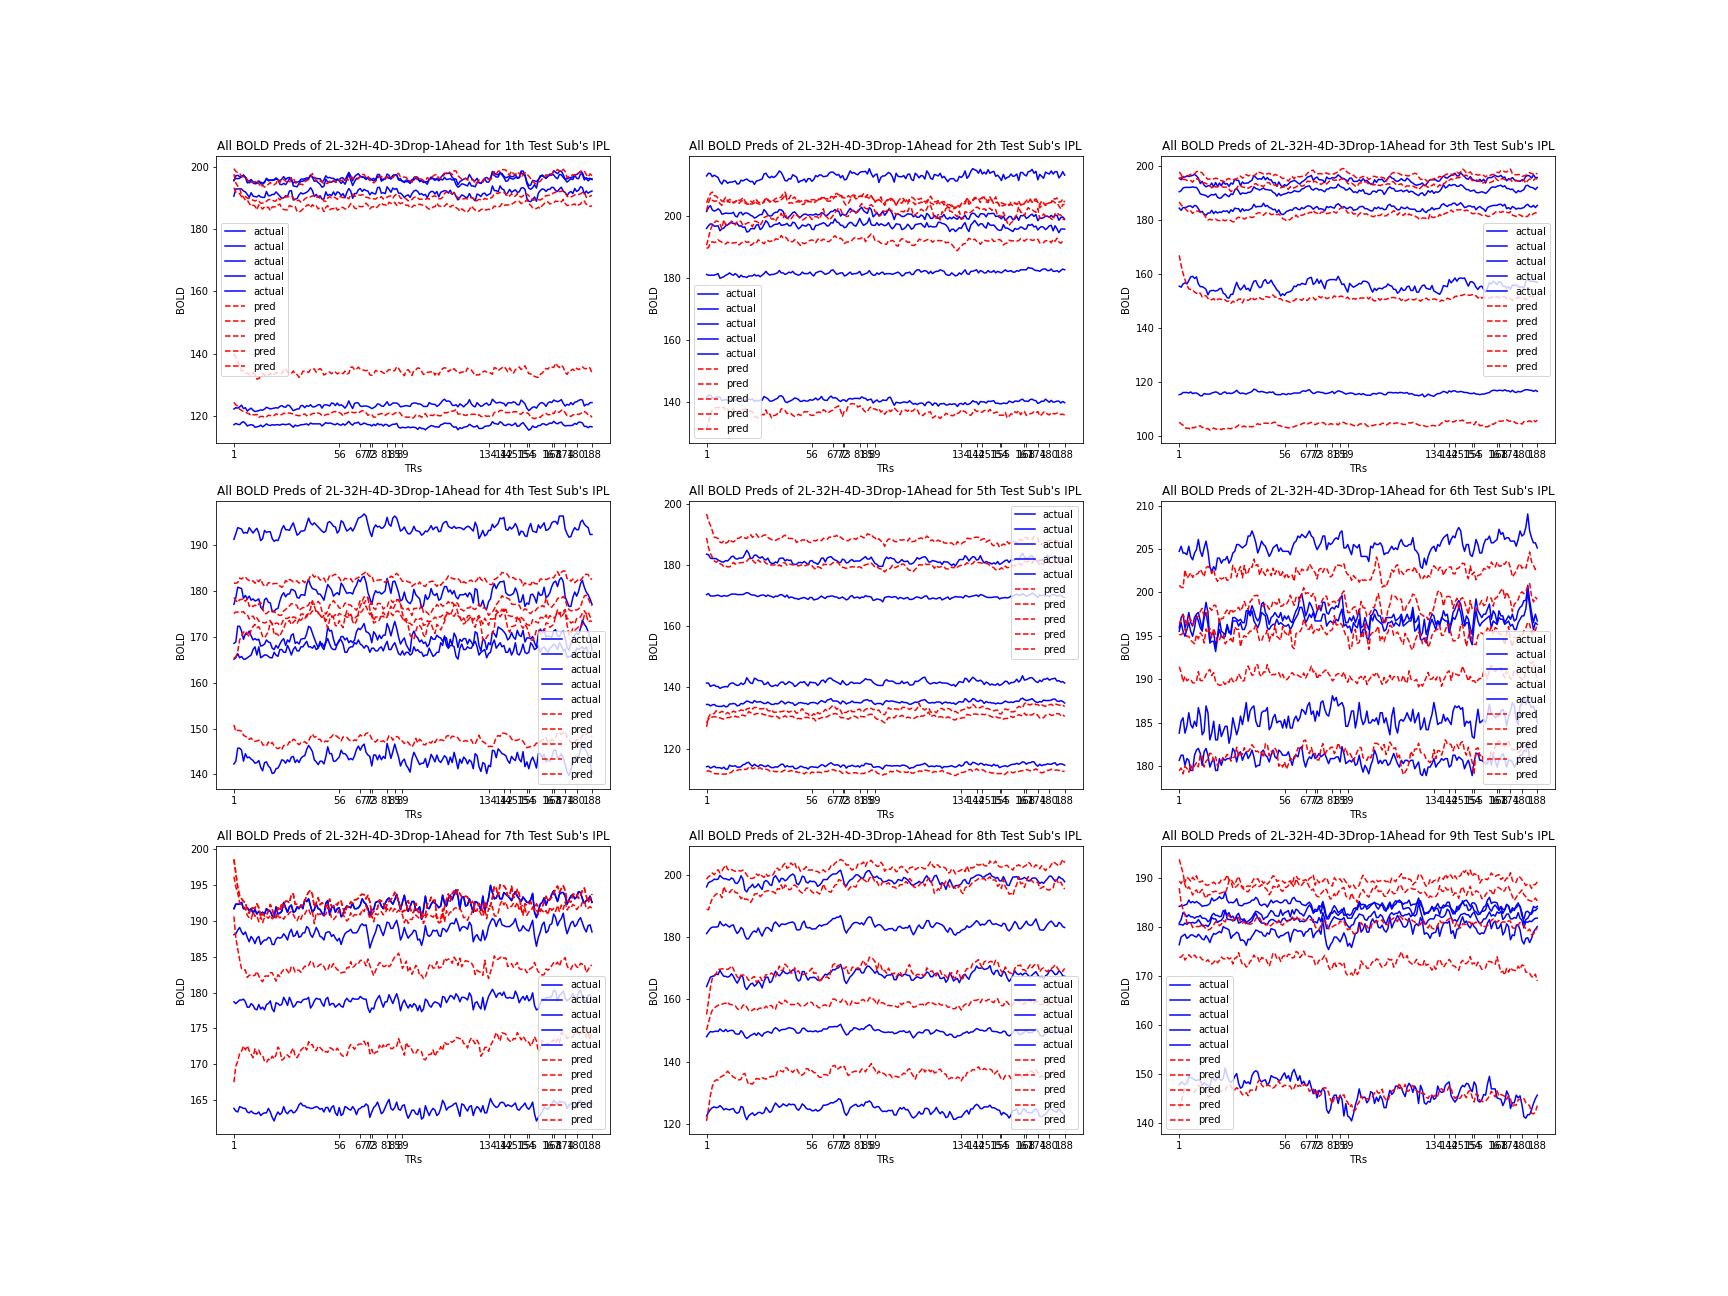 All BOLD Preds of 2L-32H-4D-3Drop-1Ahead for 1th Test Sub's IPL
200
180
160
140
120
BOLD
actual
actual
actual
actual
actual
pred
pred
pred
pred
pred
1 56 134 188
TRs
All BOLD Preds of 2L-32H-4D-3Drop-1Ahead for 2th Test Sub's IPL
200
180
160
140
BOLD
actual
actual
actual
actual
actual
pred
pred
pred
pred
pred
1 56 134 188
TRs
All BOLD Preds of 2L-32H-4D-3Drop-1Ahead for 3th Test Sub's IPL
200
180
160
140
120
100
BOLD
actual
actual
actual
actual
actual
pred
pred
pred
pred
pred
1 56 134 188
TRs
All BOLD Preds of 2L-32H-4D-3Drop-1Ahead for 4th Test Sub's IPL
190
180
170
160
150
140
BOLD
actual
actual
actual
actual
actual
pred
pred
pred
pred
pred
1 56 134 188
TRs
All BOLD Preds of 2L-32H-4D-3Drop-1Ahead for 5th Test Sub's IPL
200
180
160
140
120
BOLD
actual
actual
actual
actual
actual
pred
pred
pred
pred
pred
1 56 134 188
TRs
All BOLD Preds of 2L-32H-4D-3Drop-1Ahead for 6th Test Sub's IPL
210
205
200
195
190
185
180
BOLD
actual
actual
actual
actual
actual
pred
pred
pred
pred
pred
1 56 134 188
TRs
All BOLD Preds of 2L-32H-4D-3Drop-1Ahead for 7th Test Sub's IPL
200
195
190
185
180
175
170
165
BOLD
actual
actual
actual
actual
actual
pred
pred
pred
pred
pred
1 56 134 188
TRs
All BOLD Preds of 2L-32H-4D-3Drop-1Ahead for 8th Test Sub's IPL
200
180
160
140
120
BOLD
actual
actual
actual
actual
actual
pred
pred
pred
pred
pred
1 56 134 188
TRs
All BOLD Preds of 2L-32H-4D-3Drop-1Ahead for 9th Test Sub's IPL
190
180
170
160
150
140
BOLD
actual
actual
actual
actual
actual
pred
pred
pred
pred
pred
1 56 134 188
TRs